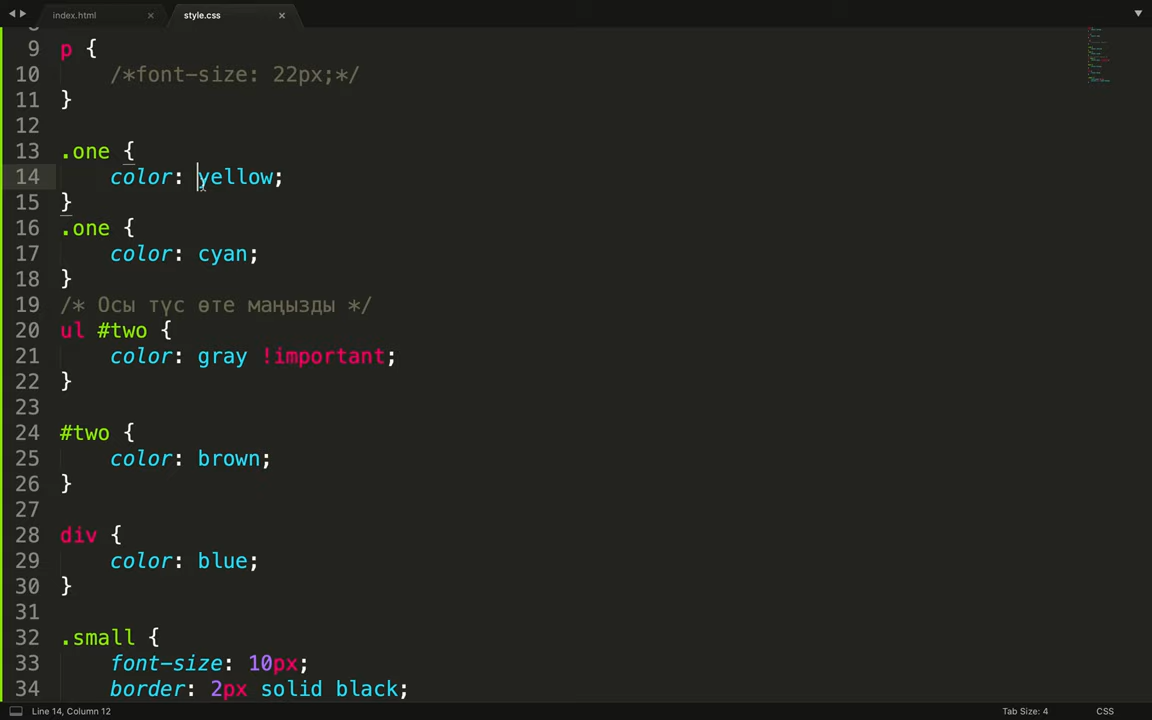 index.html
style.css
9 p {
10 /*font-size: 22px;*/
11 }
12
13 .one {
14 color: yellow;
15 }
16 .one {
17 color: cyan;
18 }
19 /* Осы түс өте маңызды */
20 ul #two {
21 color: gray !important;
22 }
23
24 #two {
25 color: brown;
26 }
27
28 div {
29 color: blue;
30 }
31
32 .small {
33 font-size: 10px;
34 border: 2px solid black;
Line 14, Column 12
Tab Size: 4
CSS